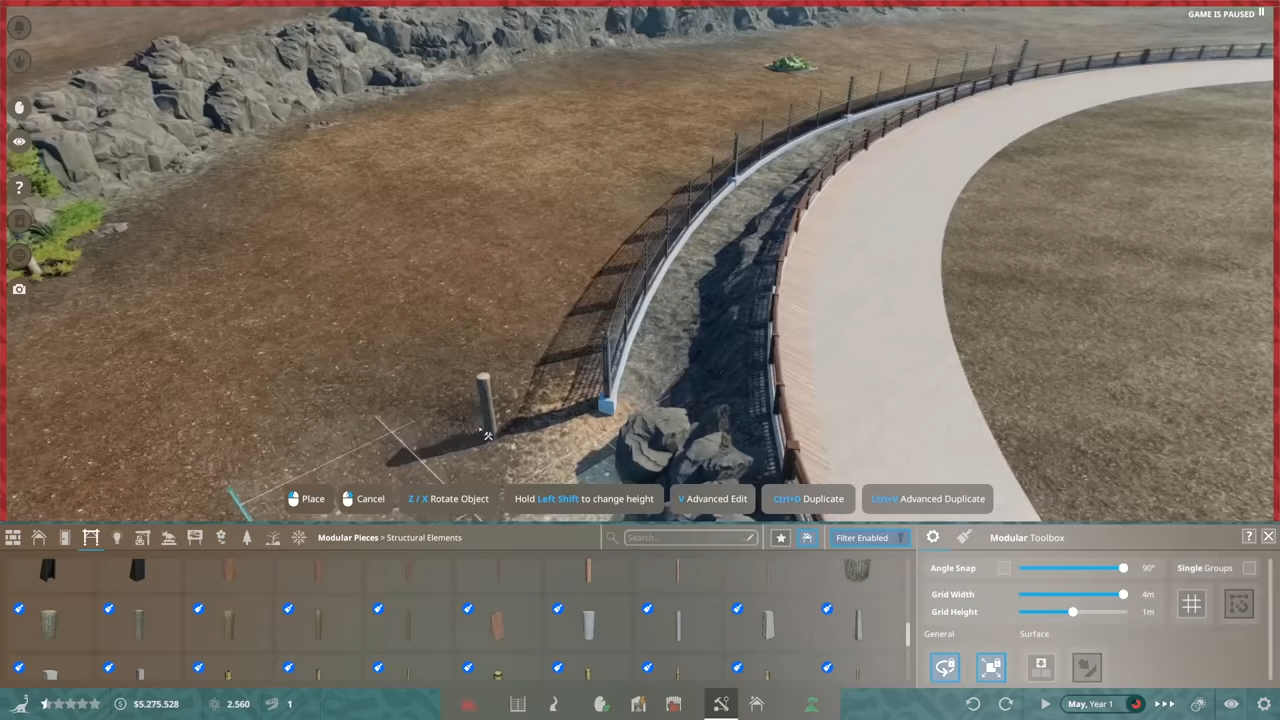 GAME IS PAUSED
?
Place
Cancel
Z / X Rotate Object
Hold Left Shift to change height
V Advanced Edit
Ctrl+D Duplicate
Ctrl+V Advanced Duplicate
Modular Pieces > Structural Elements
Search...
Filter Enabled
Modular Toolbox
?
Angle Snap
90°
Single Groups
Grid Width
4m
Grid Height
1m
General
Surface
$5.275.528
2.560
1
May, Year 1